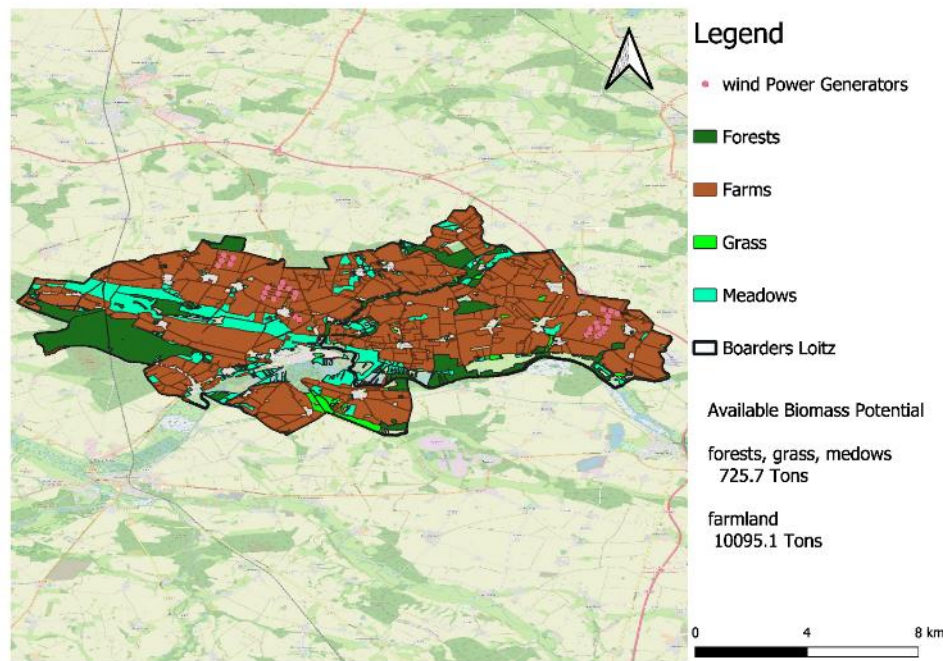 Legend
wind Power Generators
Forests
Farms
Grass
Meadows
Boarders Loitz
Available Biomass Potential
forests, grass, medows
725.7 Tons
farmland
10095.1 Tons
0 4 8 km